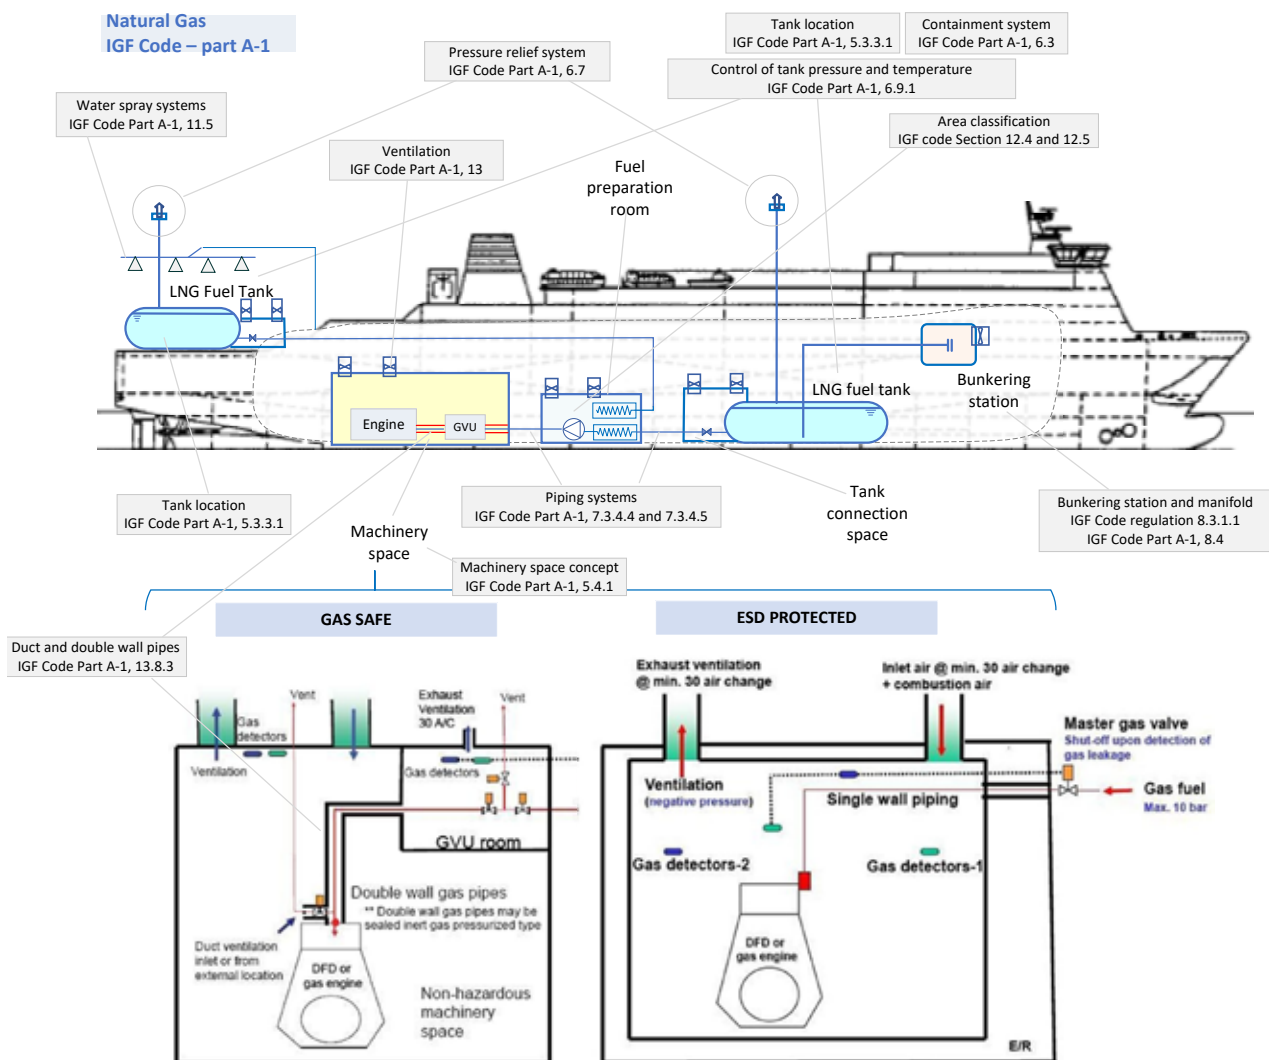 Natural Gas
IGF Code – part A-1
Tank location
IGF Code Part A-1, 5.3.3.1
Containment system
IGF Code Part A-1, 6.3
Pressure relief system
IGF Code Part A-1, 6.7
Control of tank pressure and temperature
IGF Code Part A-1, 6.9.1
Water spray systems
IGF Code Part A-1, 11.5
Area classification
IGF code Section 12.4 and 12.5
Ventilation
IGF Code Part A-1, 13
Fuel
preparation
room
LNG Fuel Tank
LNG fuel tank
Bunkering
station
Engine
GVU
Tank location
IGF Code Part A-1, 5.3.3.1
Piping systems
IGF Code Part A-1, 7.3.4.4 and 7.3.4.5
Tank
connection
space
Bunkering station and manifold
IGF Code regulation 8.3.1.1
IGF Code Part A-1, 8.4
Machinery
space
Machinery space concept
IGF Code Part A-1, 5.4.1
GAS SAFE
ESD PROTECTED
Duct and double wall pipes
IGF Code Part A-1, 13.8.3
Vent
Exhaust
Ventilation
30 A/C
Vent
Gas
detectors
Ventilation
Gas detectors
GVU room
Double wall gas pipes
** Double wall gas pipes may be
sealed inert gas pressurized type
Duct ventilation
inlet or from
external location
DFD or
gas engine
Non-hazardous
machinery
space
Exhaust ventilation
@ min. 30 air change
Inlet air @ min. 30 air change
+ combustion air
Master gas valve
Shut-off upon detection of
gas leakage
Ventilation
(negative pressure)
Single wall piping
Gas fuel
Max. 10 bar
Gas detectors-2
Gas detectors-1
DFD or
gas engine
E/R